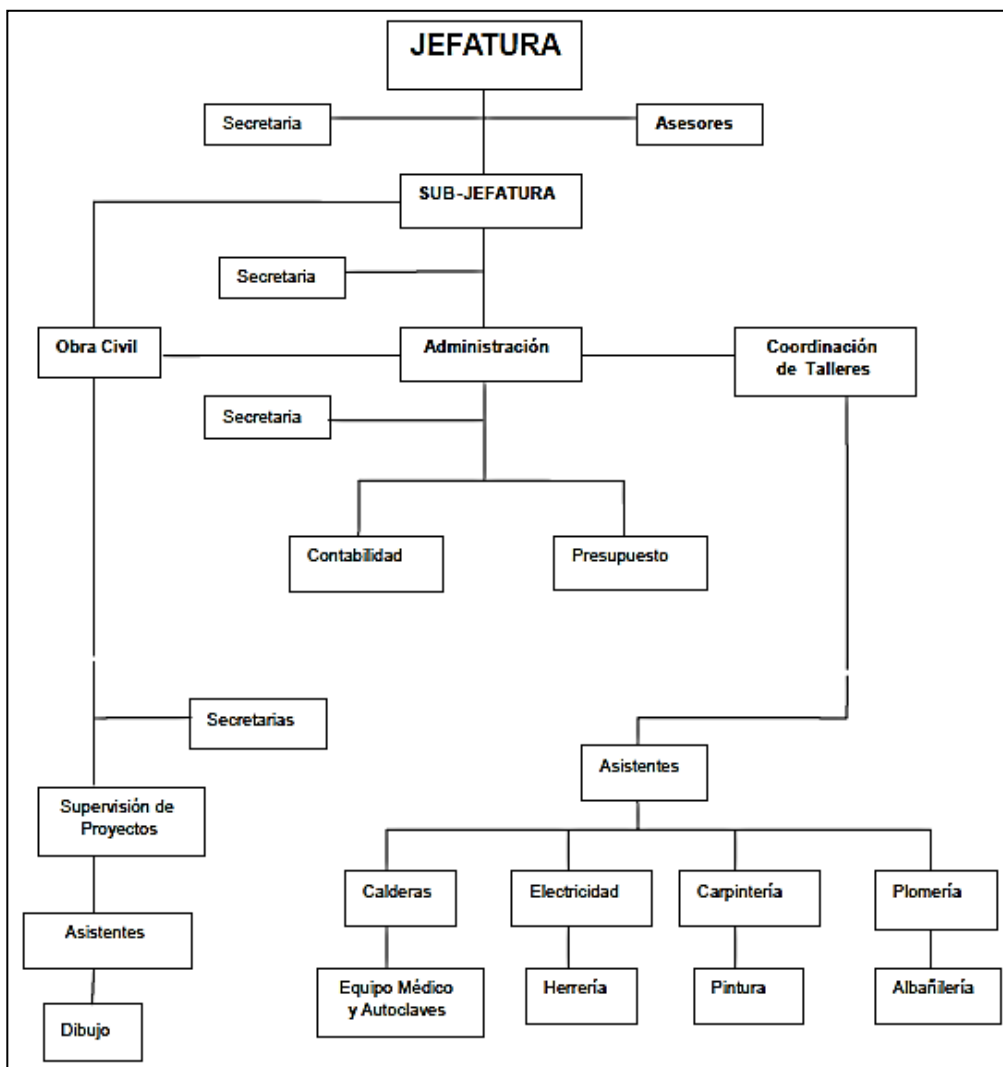 JEFATURA
Secretaria
Asesores
SUB-JEFATURA
Secretaria
Obra Civil
Administración
Coordinación
de Talleres
Secretaria
Contabilidad
Presupuesto
Secretarias
Asistentes
Supervisión de
Proyectos
Calderas
Electricidad
Carpintería
Plomería
Asistentes
Equipo Médico
y Autoclaves
Herrería
Pintura
Albañilería
Dibujo